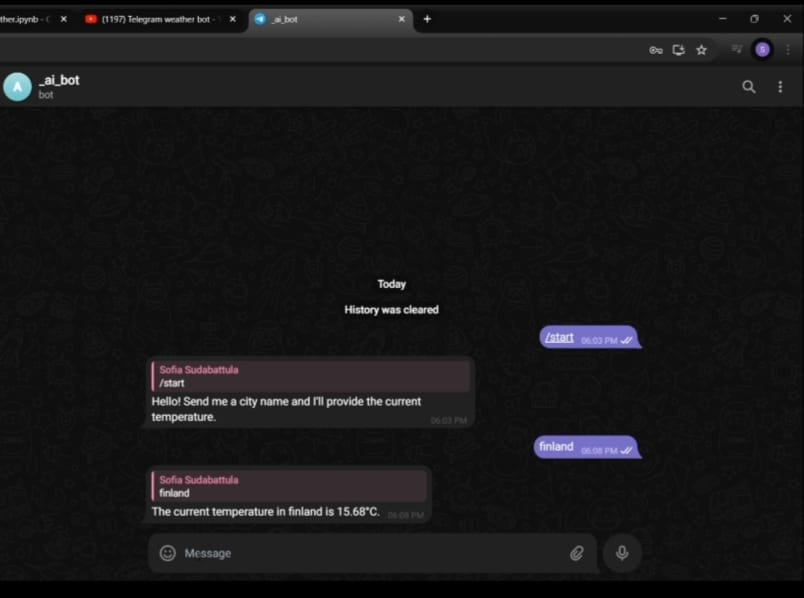 ther.ipynb - C
(1197) Telegram weather bot -
_ai_bot
S
A
_ai_bot
bot
Today
History was cleared
/start 06:03 PM
Sofia Sudabattula
/start
Hello! Send me a city name and I'll provide the current
temperature.
06:03 PM
finland 06:08 PM
Sofia Sudabattula
finland
The current temperature in finland is 15.68°C. 06:08 PM
Message